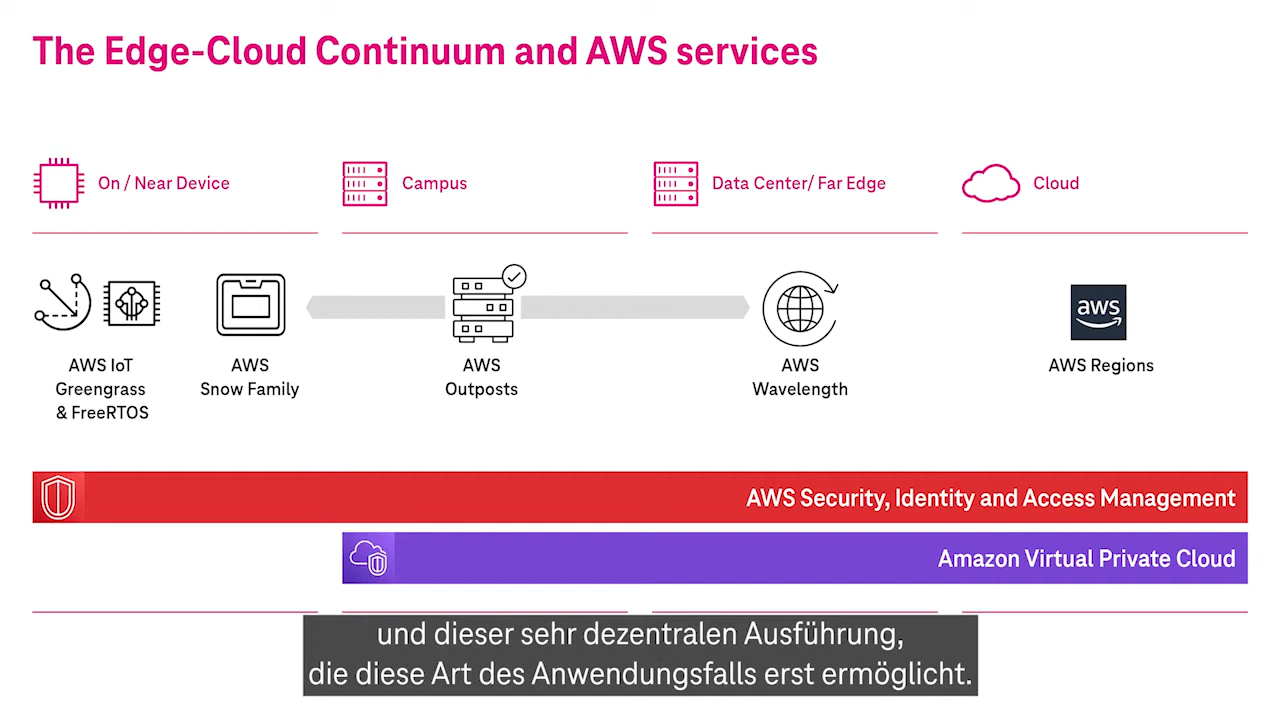 The Edge-Cloud Continuum and AWS services
On / Near Device
Campus
Data Center/ Far Edge
Cloud
AWS IoT
Greengrass
& FreeRTOS
AWS
Snow Family
AWS
Outposts
AWS
Wavelength
aws
AWS Regions
AWS Security, Identity and Access Management
Amazon Virtual Private Cloud
und dieser sehr dezentralen Ausführung,
die diese Art des Anwendungsfalls erst ermöglicht.